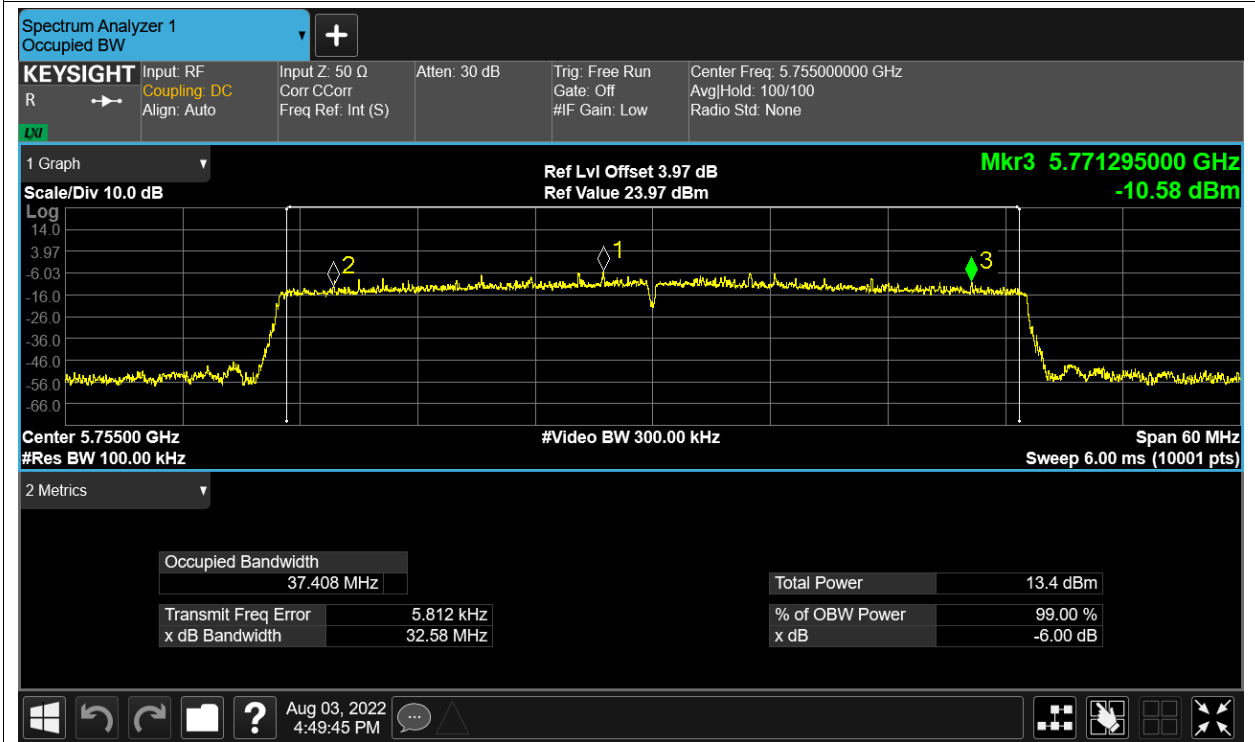 Spectrum Analyzer 1
Occupied BW
KEYSIGHT
R
LXI
Input: RF
Coupling: DC
Align: Auto
Input Z: 50 Ω
Corr CCorr
Freq Ref: Int (S)
Atten: 30 dB
Trig: Free Run
Gate: Off
#IF Gain: Low
Center Freq: 5.755000000 GHz
Avg|Hold: 100/100
Radio Std: None
1 Graph
Scale/Div 10.0 dB
Ref Lvl Offset 3.97 dB
Ref Value 23.97 dBm
Mkr3 5.771295000 GHz
-10.58 dBm
Log
14.0
3.97
-6.03
-16.0
-26.0
-36.0
-46.0
-56.0
-66.0
2
1
3
Center 5.75500 GHz
#Res BW 100.00 kHz
#Video BW 300.00 kHz
Span 60 MHz
Sweep 6.00 ms (10001 pts)
2 Metrics
Occupied Bandwidth
37.408 MHz
Transmit Freq Error 5.812 kHz
x dB Bandwidth 32.58 MHz
Total Power 13.4 dBm
% of OBW Power 99.00 %
x dB -6.00 dB
?
Aug 03, 2022
4:49:45 PM